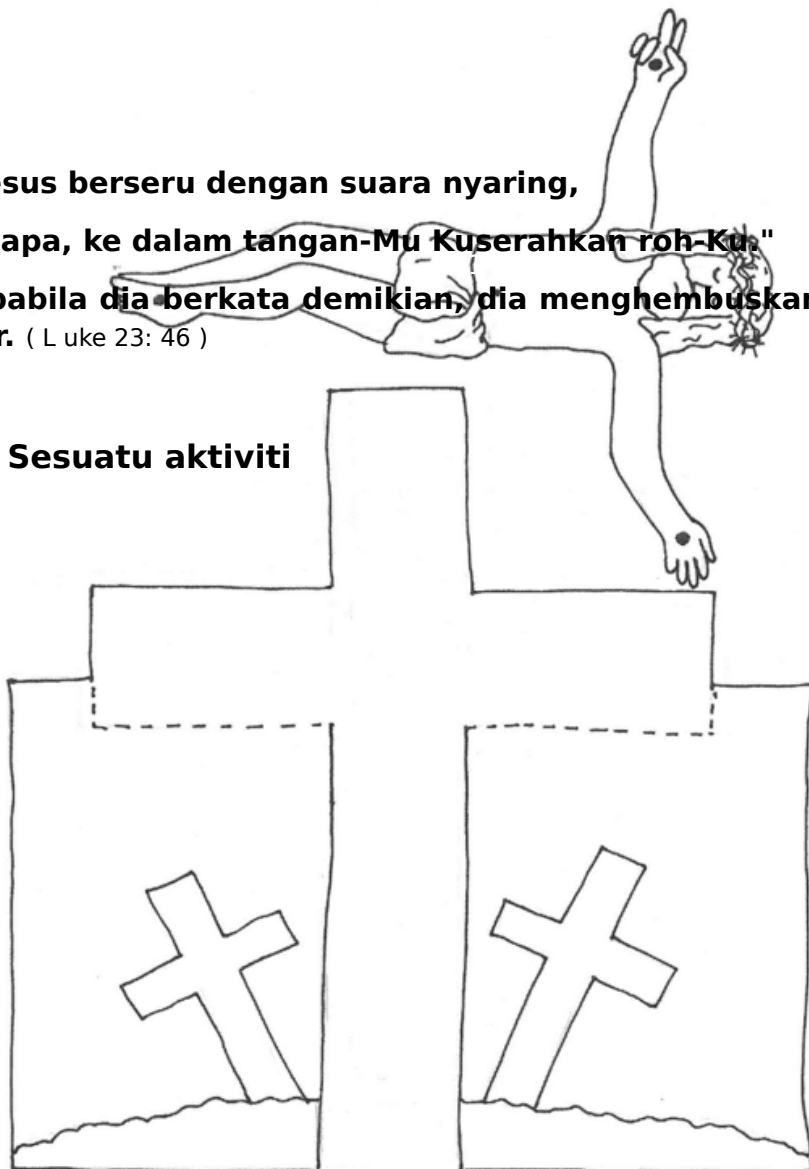 esus berseru dengan suara nyaring,
apa, ke dalam tangan-Mu Kuserahkan roh-Ku."
pabila dia berkata demikian, dia menghembuskan
r. ( L uke 23: 46 )
Sesuatu aktiviti